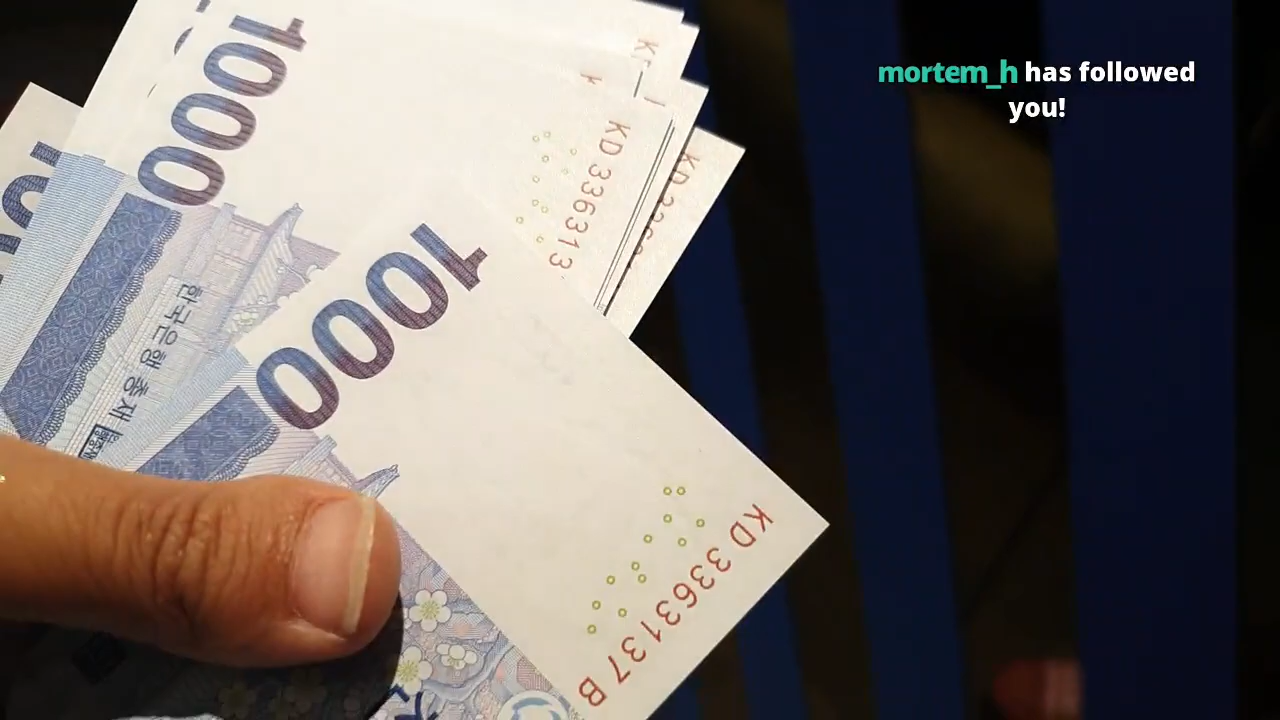 mortem_h has followed
you!
1000
1000
KD 336313
한국은행 총재
KD 3363137 B